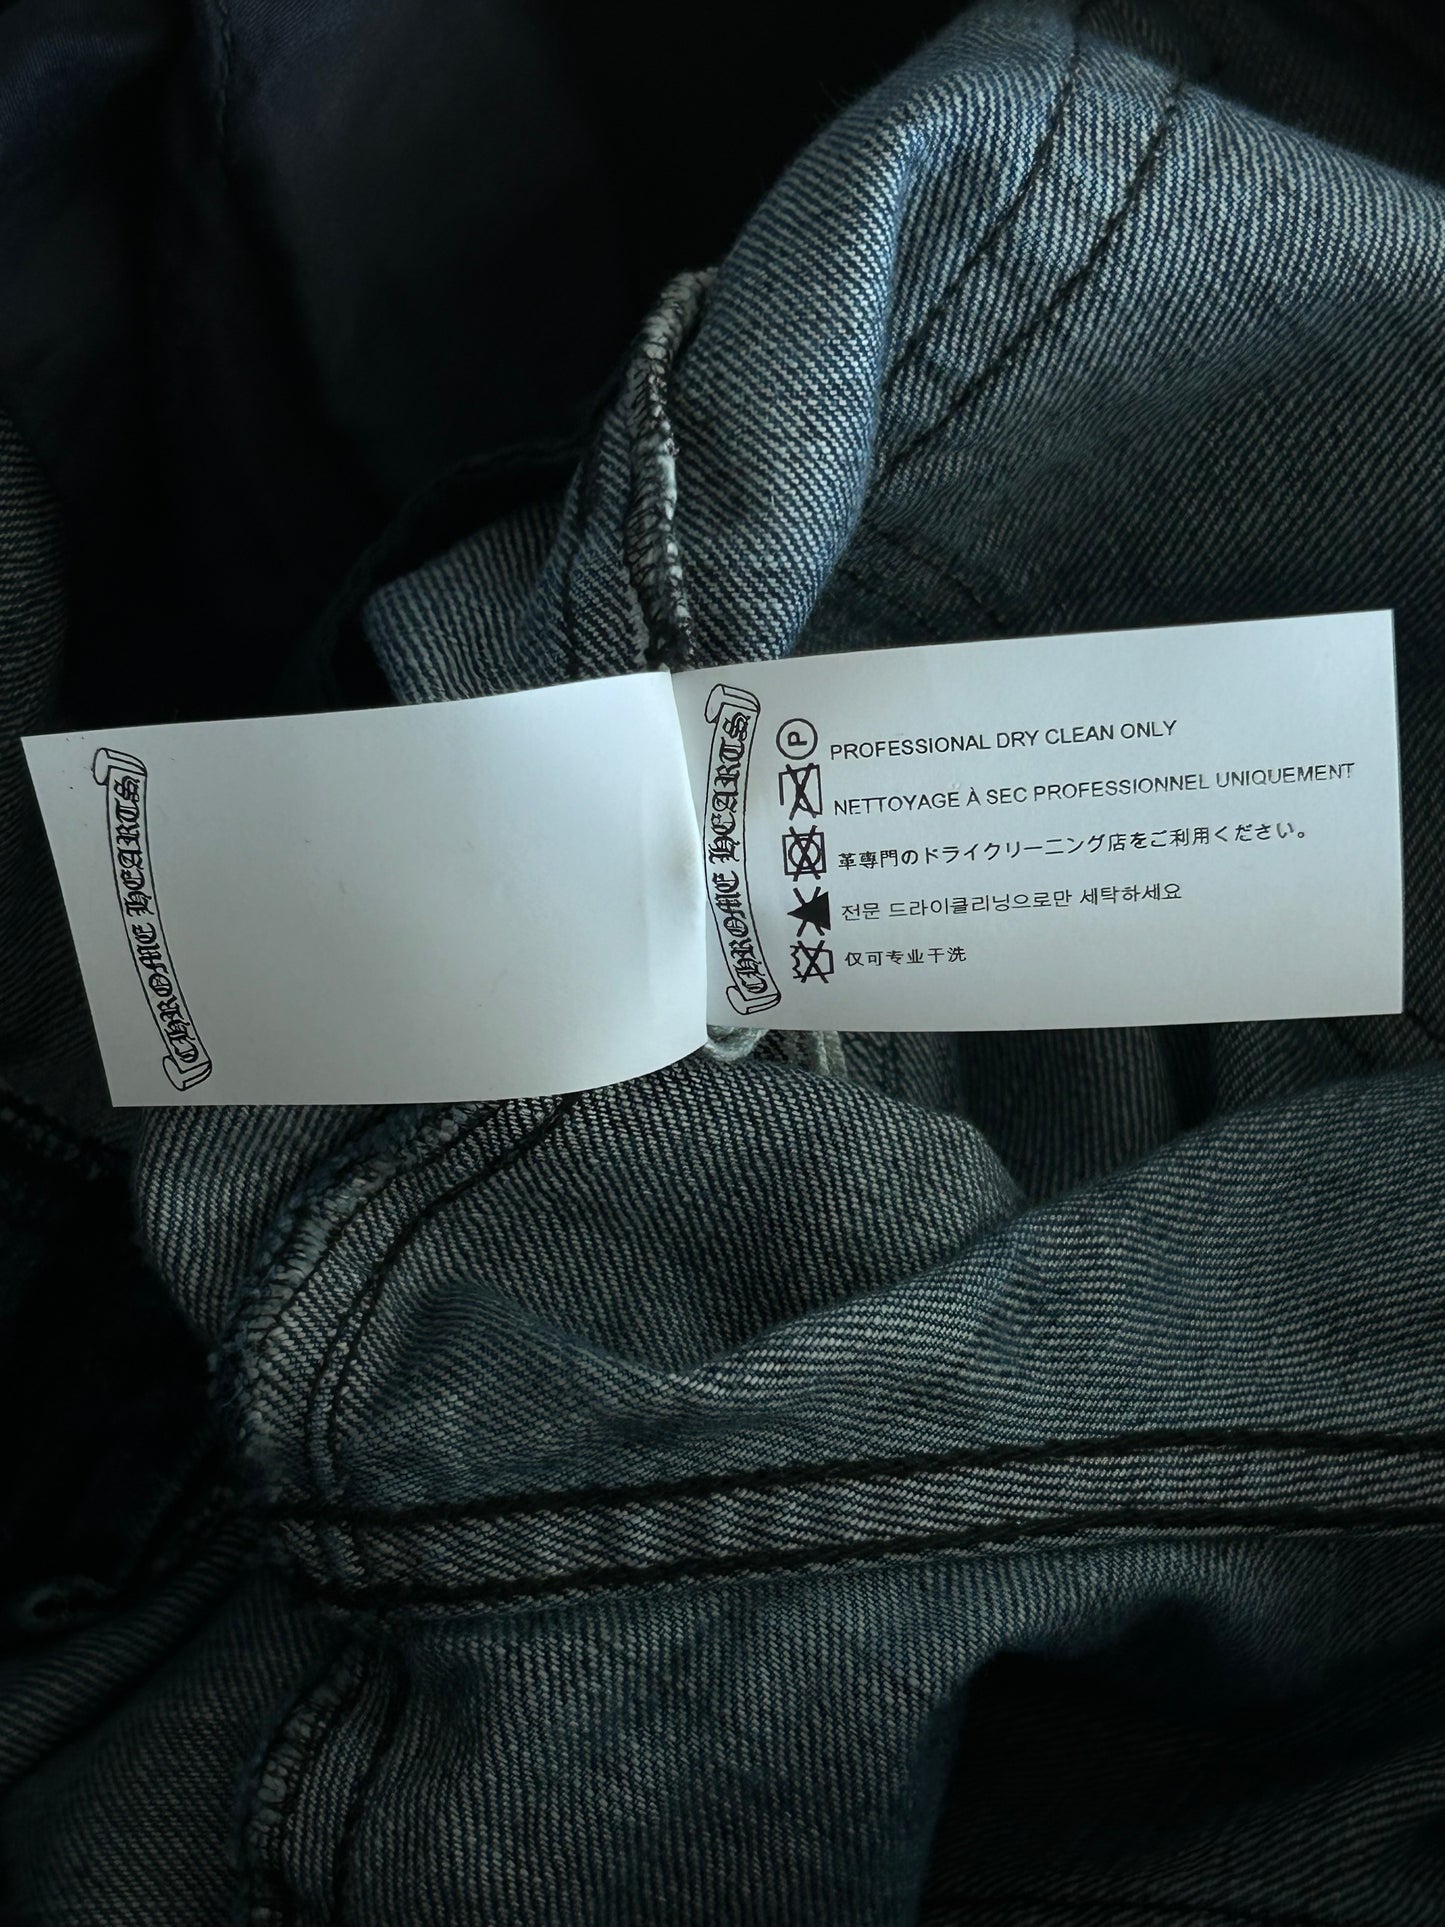 CHROME HEARTS
CHROME HEARTS
PROFESSIONAL DRY CLEAN ONLY
NETTOYAGE À SEC PROFESSIONNEL UNIQUEMENT
革専門のドライクリーニング店をご利用ください。
전문 드라이클리닝으로만 세탁하세요
仅可专业干洗
P